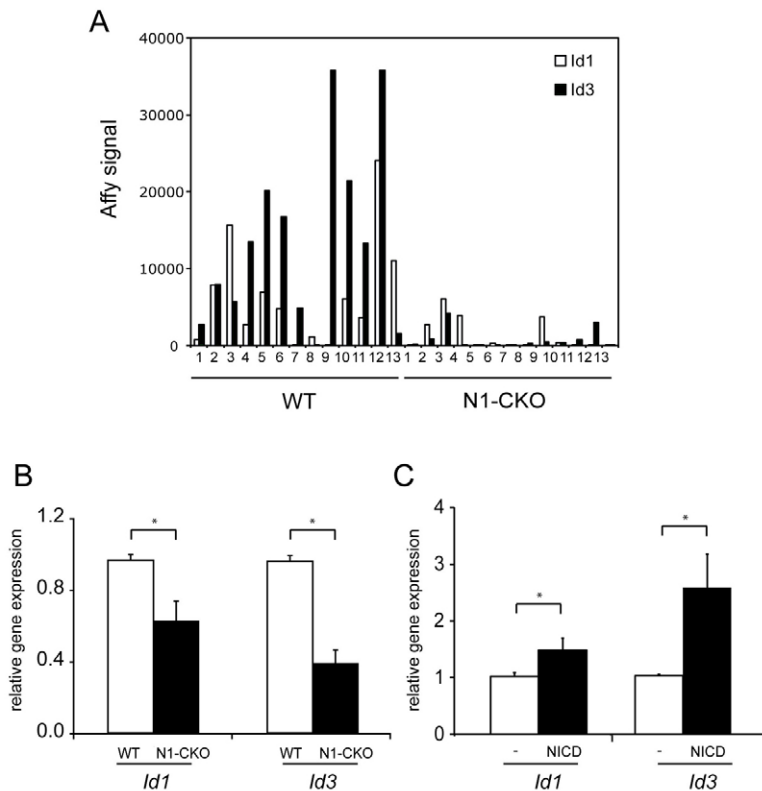 A
40000
30000
20000
10000
0
Affy signal
Id1
Id3
1 2 3 4 5 6 7 8 9 10 11 12 13 1 2 3 4 5 6 7 8 9 10 11 12 13
WT N1-CKO
B
1.2
0.8
0.4
0.0
relative gene expression
* *
WT N1-CKO WT N1-CKO
Id1 Id3
C
4
3
2
1
0
relative gene expression
* *
- NICD - NICD
Id1 Id3